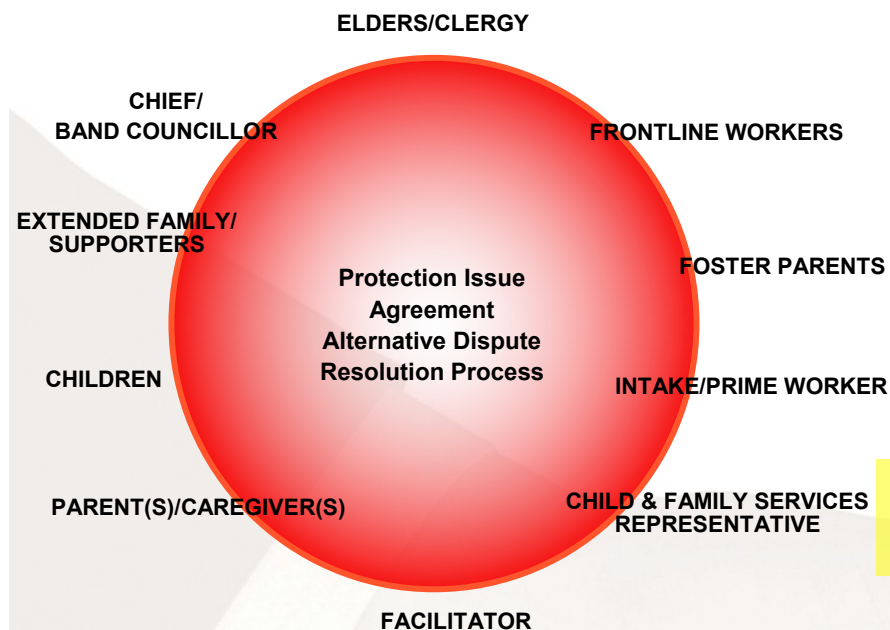 ELDERS/CLERGY
CHIEF/
BAND COUNCILLOR
FRONTLINE WORKERS
EXTENDED FAMILY/
SUPPORTERS
FOSTER PARENTS
Protection Issue
Agreement
Alternative Dispute
Resolution Process
CHILDREN
INTAKE/PRIME WORKER
PARENT(S)/CAREGIVER(S)
CHILD & FAMILY SERVICES
REPRESENTATIVE
FACILITATOR